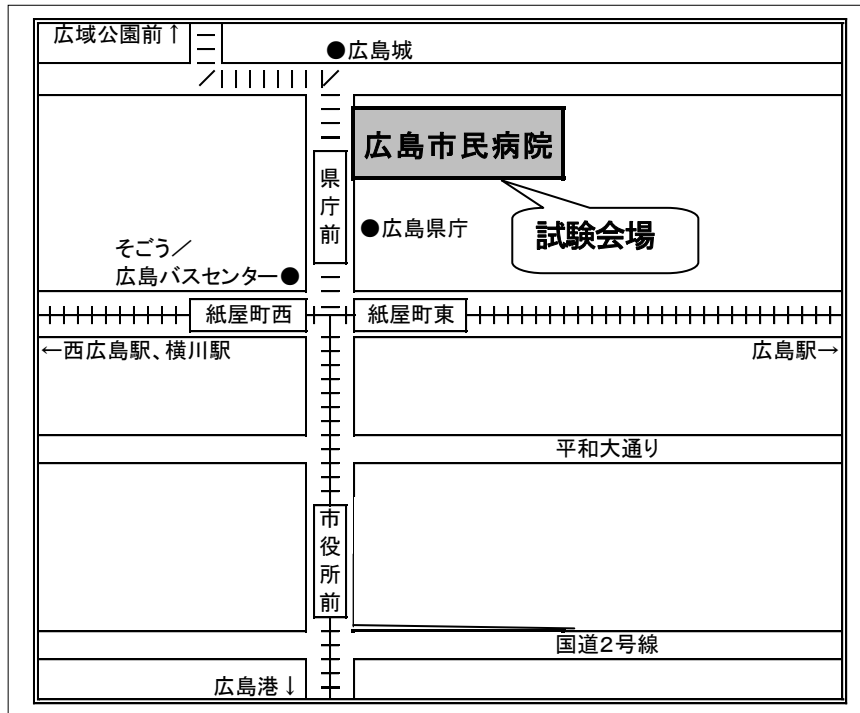 広域公園前↑
●広島城
広島市民病院
県庁前
●広島県庁
試験会場
そごう／
広島バスセンター●
紙屋町西
紙屋町東
←西広島駅、横川駅
広島駅→
平和大通り
市役所前
国道２号線
広島港↓